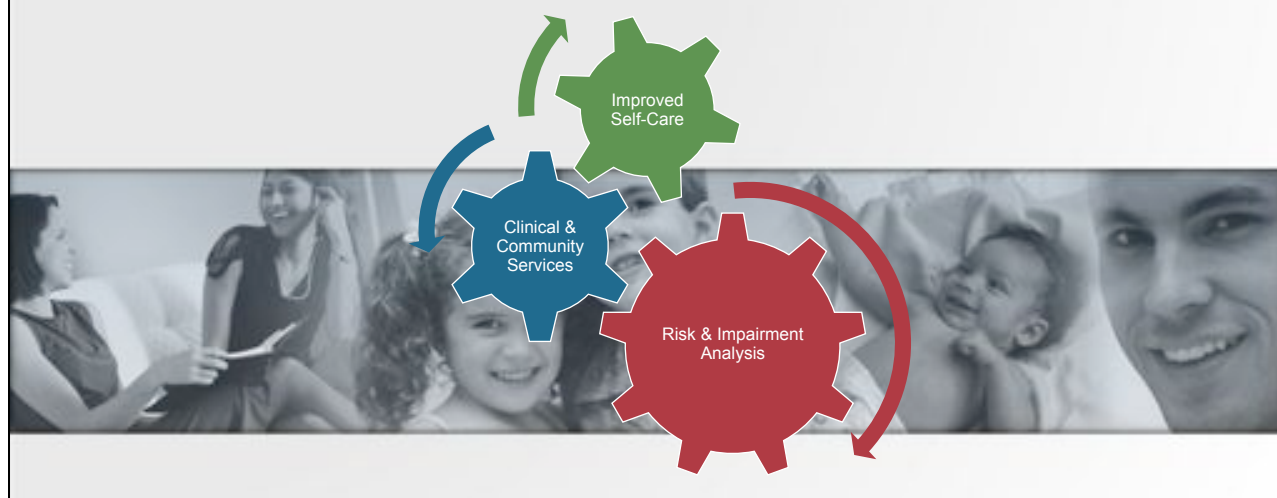 Improved
Self-Care
Clinical &
Community
Services
Risk & Impairment
Analysis